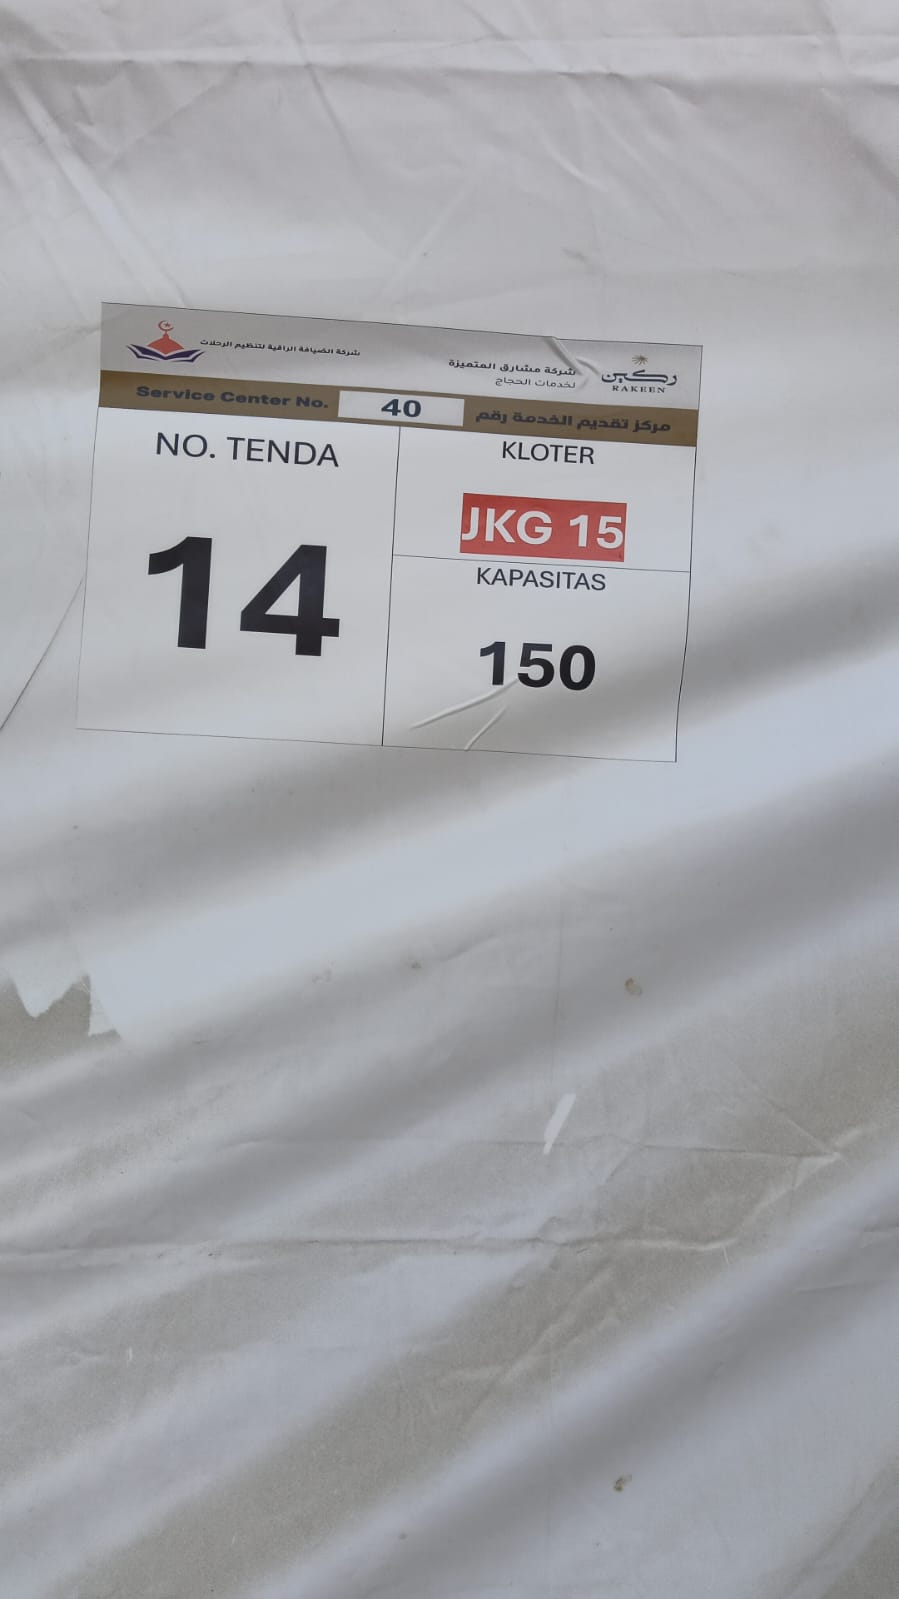 شركة الضيافة الراقية لتنظيم الرحلات
شركة مشارق المتميزة
لخدمات الحجاج
ركين
RAKEEN
Service Center No. 40 مركز تقديم الخدمة رقم
NO. TENDA
14
KLOTER
JKG 15
KAPASITAS
150